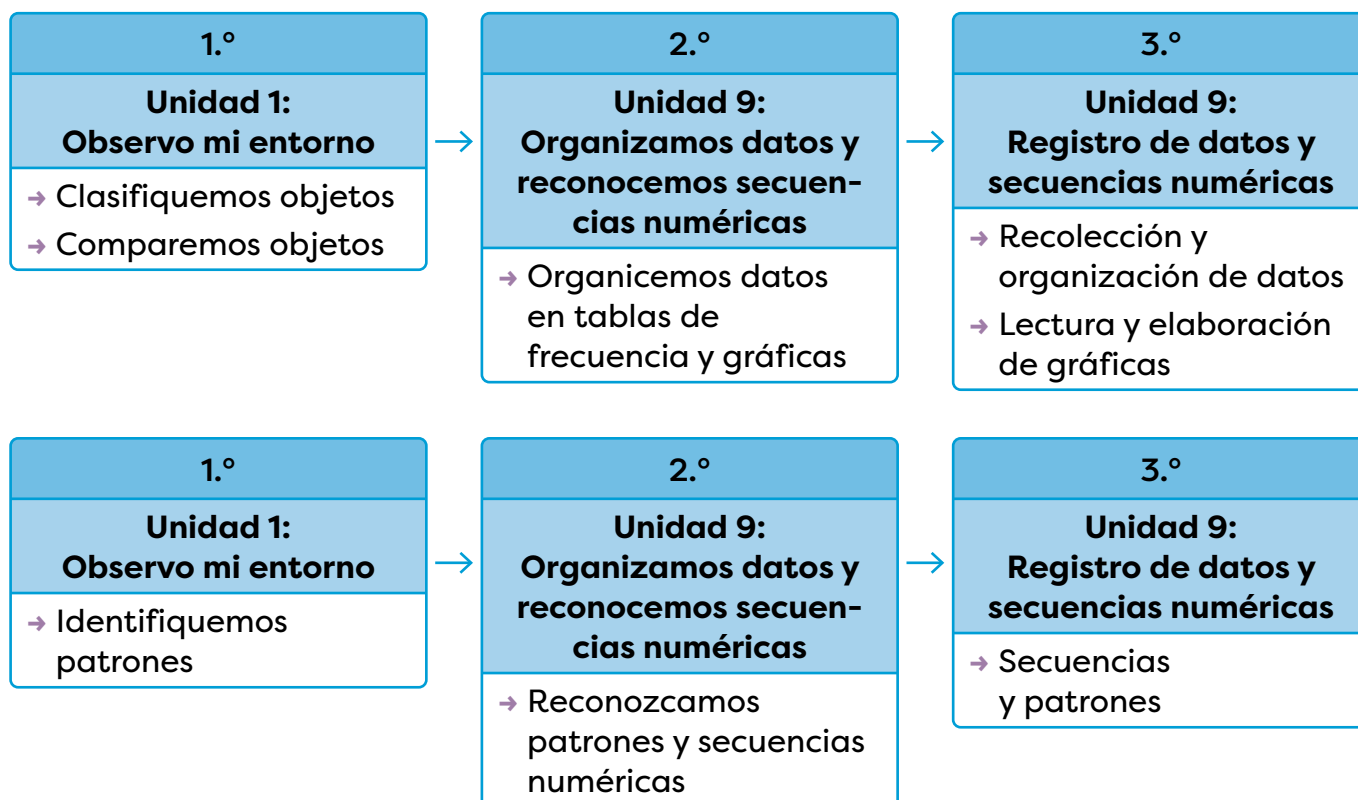 1.°
Unidad 1:
Observo mi entorno
→ Clasifiquemos objetos
→ Comparemos objetos
2.°
Unidad 9:
Organizamos datos y
reconocemos secuen-
cias numéricas
→ Organicemos datos
en tablas de
frecuencia y gráficas
3.°
Unidad 9:
Registro de datos y
secuencias numéricas
→ Recolección y
organización de datos
→ Lectura y elaboración
de gráficas
1.°
Unidad 1:
Observo mi entorno
→ Identifiquemos
patrones
2.°
Unidad 9:
Organizamos datos y
reconocemos secuen-
cias numéricas
→ Reconozcamos
patrones y secuencias
numéricas
3.°
Unidad 9:
Registro de datos y
secuencias numéricas
→ Secuencias
y patrones